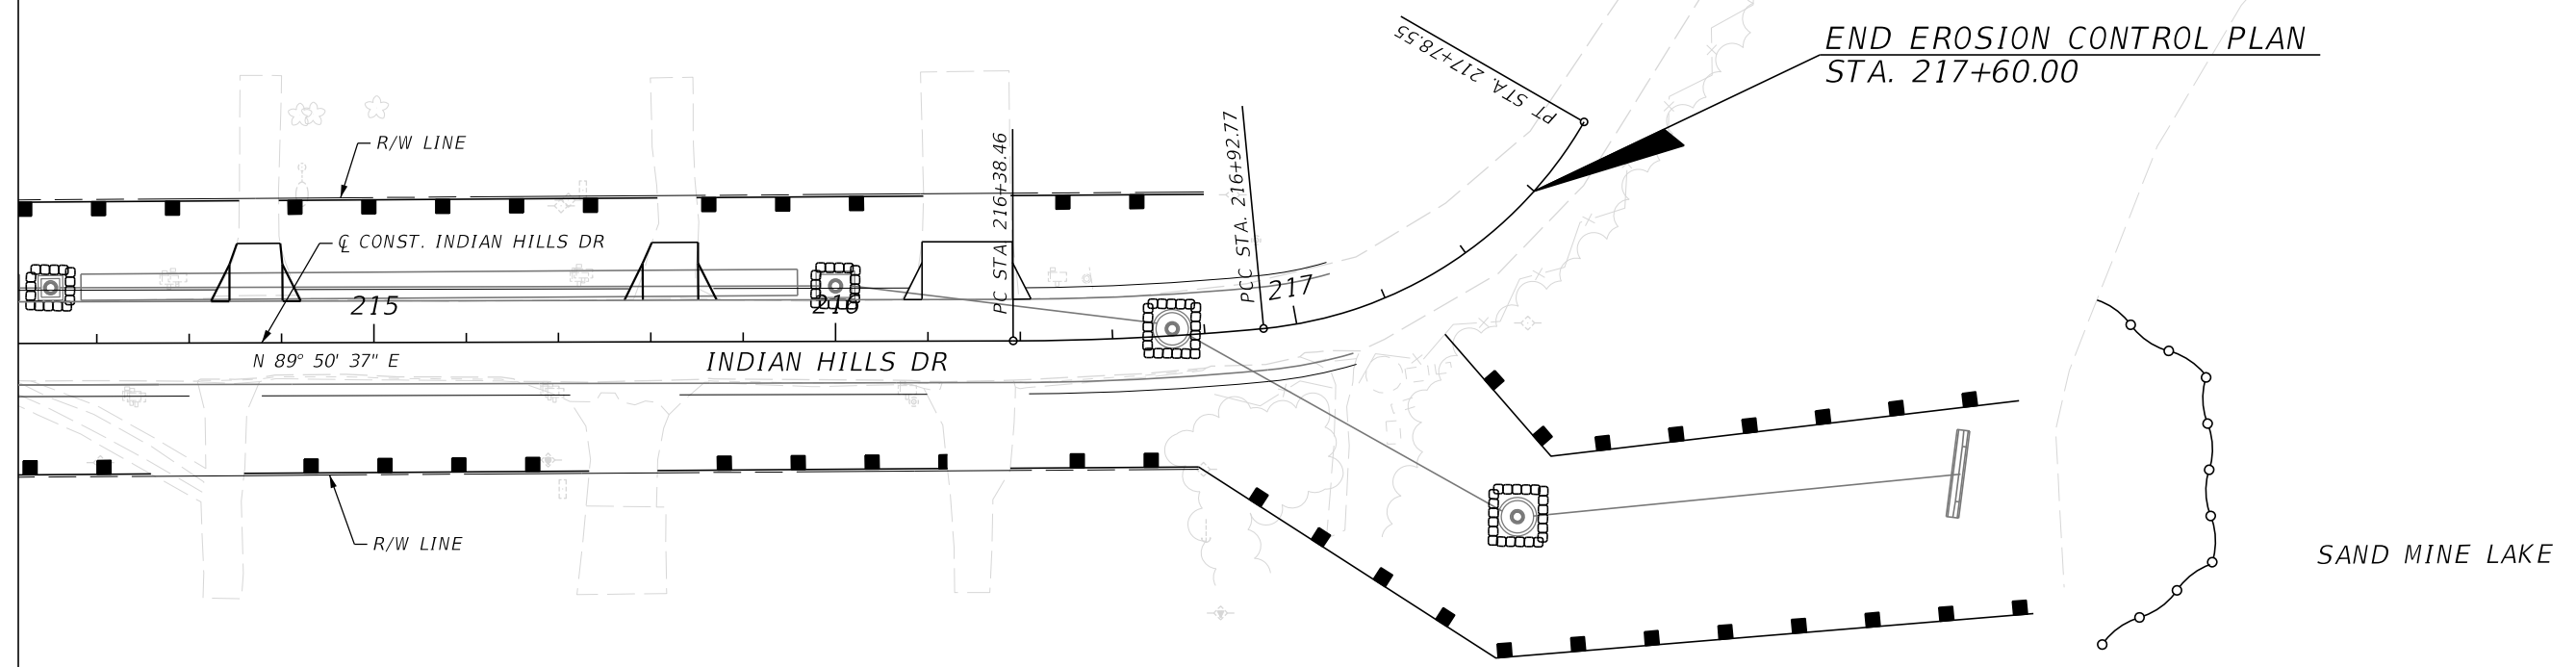 END EROSION CONTROL PLAN
STA. 217+60.00
PT STA. 217+78.55
PCC STA. 216+92.77
PC STA. 216+38.46
R/W LINE
℄ CONST. INDIAN HILLS DR
215
216
217
N 89° 50' 37" E
INDIAN HILLS DR
R/W LINE
SAND MINE LAKE